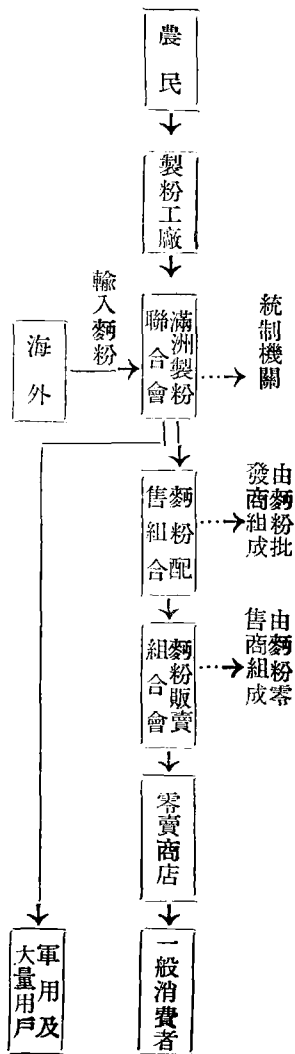 農民
製粉工廠
滿洲製粉
聯合會
統制機關
輸入麵粉
海外
麵粉配
售組合
由麵粉批
發商組成
麵粉販賣
組合會
由麵粉零
售商組成
零賣商店
一般消費者
軍用及
大量用戶